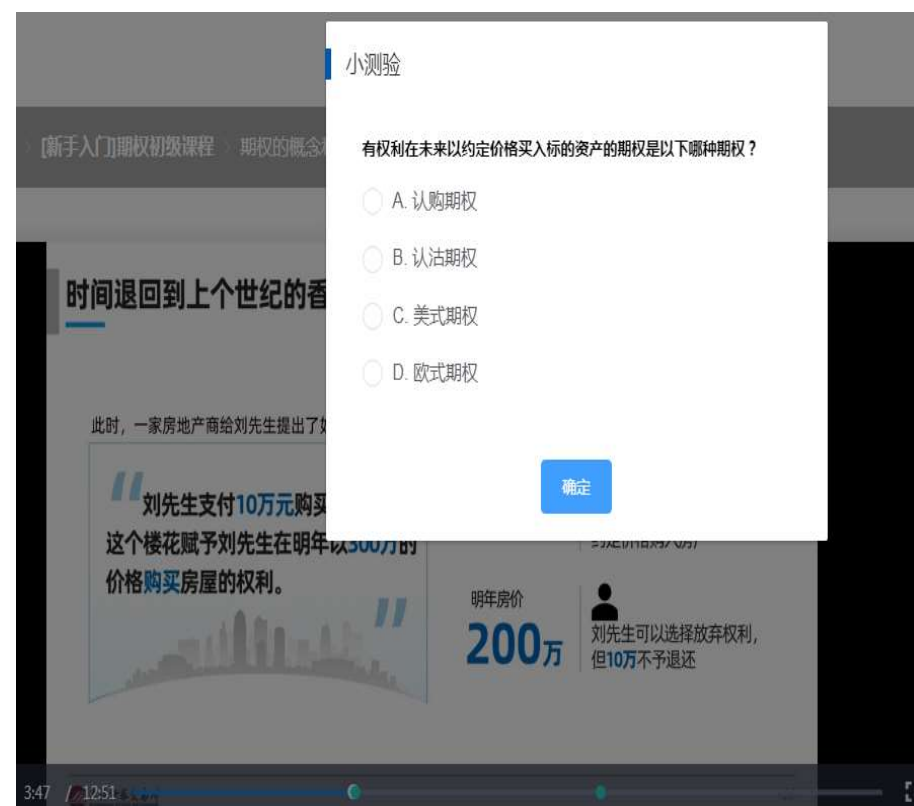 小测验
[新手入门]期权初级课程 > 期权的概念
有权利在未来以约定价格买入标的资产的期权是以下哪种期权？
A. 认购期权
B. 认沽期权
C. 美式期权
D. 欧式期权
确定
时间退回到上个世纪的香
此时，一家房地产商给刘先生提出了
“刘先生支付10万元购买
这个楼花赋予刘先生在明年以300万的
价格购买房屋的权利。”
明年房价
200万
刘先生可以选择放弃权利，
但10万不予退还
3:47 / 12:51